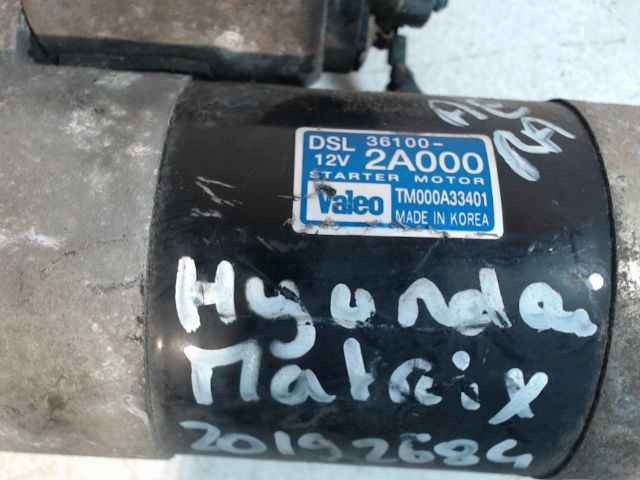 DSL 36100-
12V 2A000
STARTER MOTOR
Valeo TM000A33401
MADE IN KOREA
Hyunda
Matrix
20192684